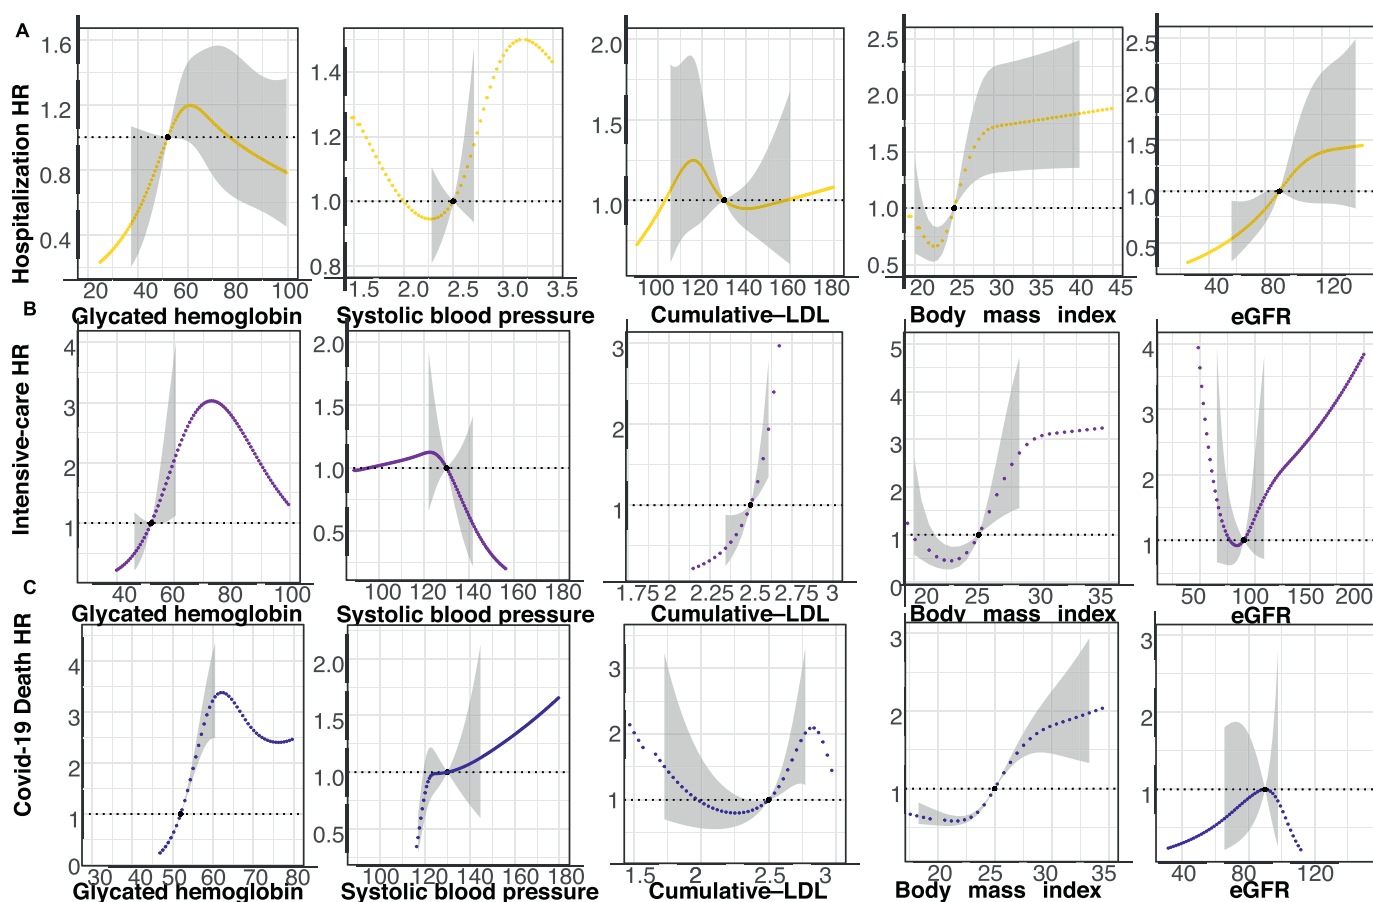 A
Hospitalization HR
1.6
1.2
0.8
0.4
20 40 60 80 100
Glycated hemoglobin
1.4
1.2
1.0
0.8
1.5 2.0 2.5 3.0 3.5
Systolic blood pressure
2.0
1.5
1.0
100 120 140 160 180
Cumulative–LDL
2.5
2.0
1.5
1.0
0.5
20 25 30 35 40 45
Body mass index
2.5
2.0
1.5
1.0
0.5
40 80 120
eGFR
B
Intensive-care HR
4
3
2
1
40 60 80 100
Glycated hemoglobin
2.0
1.5
1.0
0.5
100 120 140 160 180
Systolic blood pressure
3
2
1
1.75 2 2.25 2.5 2.75 3
Cumulative–LDL
5
4
3
2
1
0
20 25 30 35
Body mass index
4
3
2
1
50 100 150 200
eGFR
C
Covid-19 Death HR
4
3
2
1
0
30 40 50 60 70 80
Glycated hemoglobin
2.0
1.5
1.0
0.5
100 120 140 160 180
Systolic blood pressure
3
2
1
1.5 2 2.5 3
Cumulative–LDL
3
2
1
20 25 30 35
Body mass index
3
2
1
40 80 120
eGFR